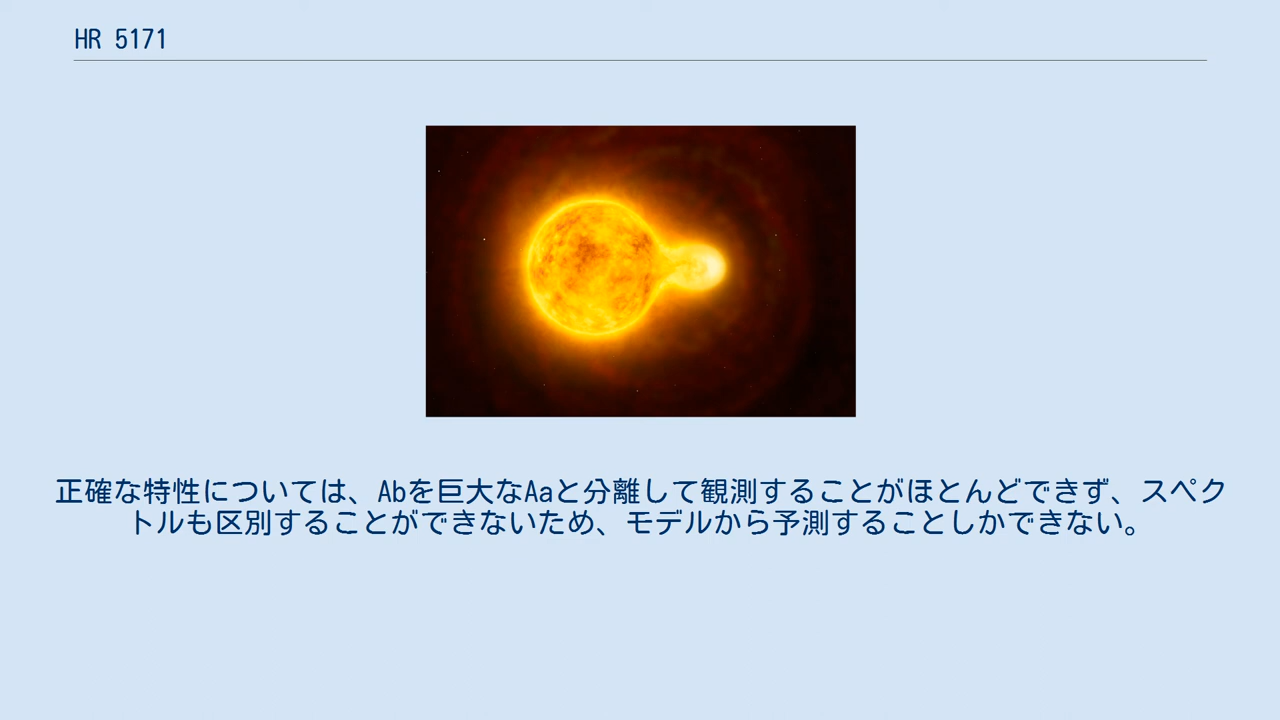 HR 5171
正確な特性については、Abを巨大なAaと分離して観測することがほとんどできず、スペク
トルも区別することができないため、モデルから予測することしかできない。